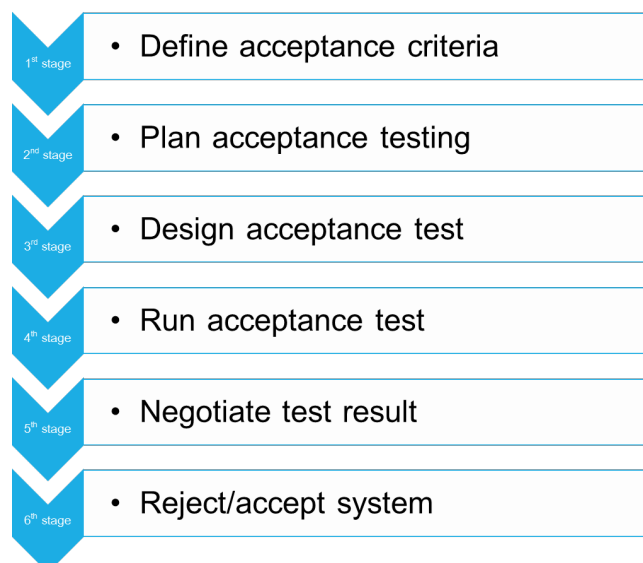 1st stage
• Define acceptance criteria
2nd stage
• Plan acceptance testing
3rd stage
• Design acceptance test
4th stage
• Run acceptance test
5th stage
• Negotiate test result
6th stage
• Reject/accept system